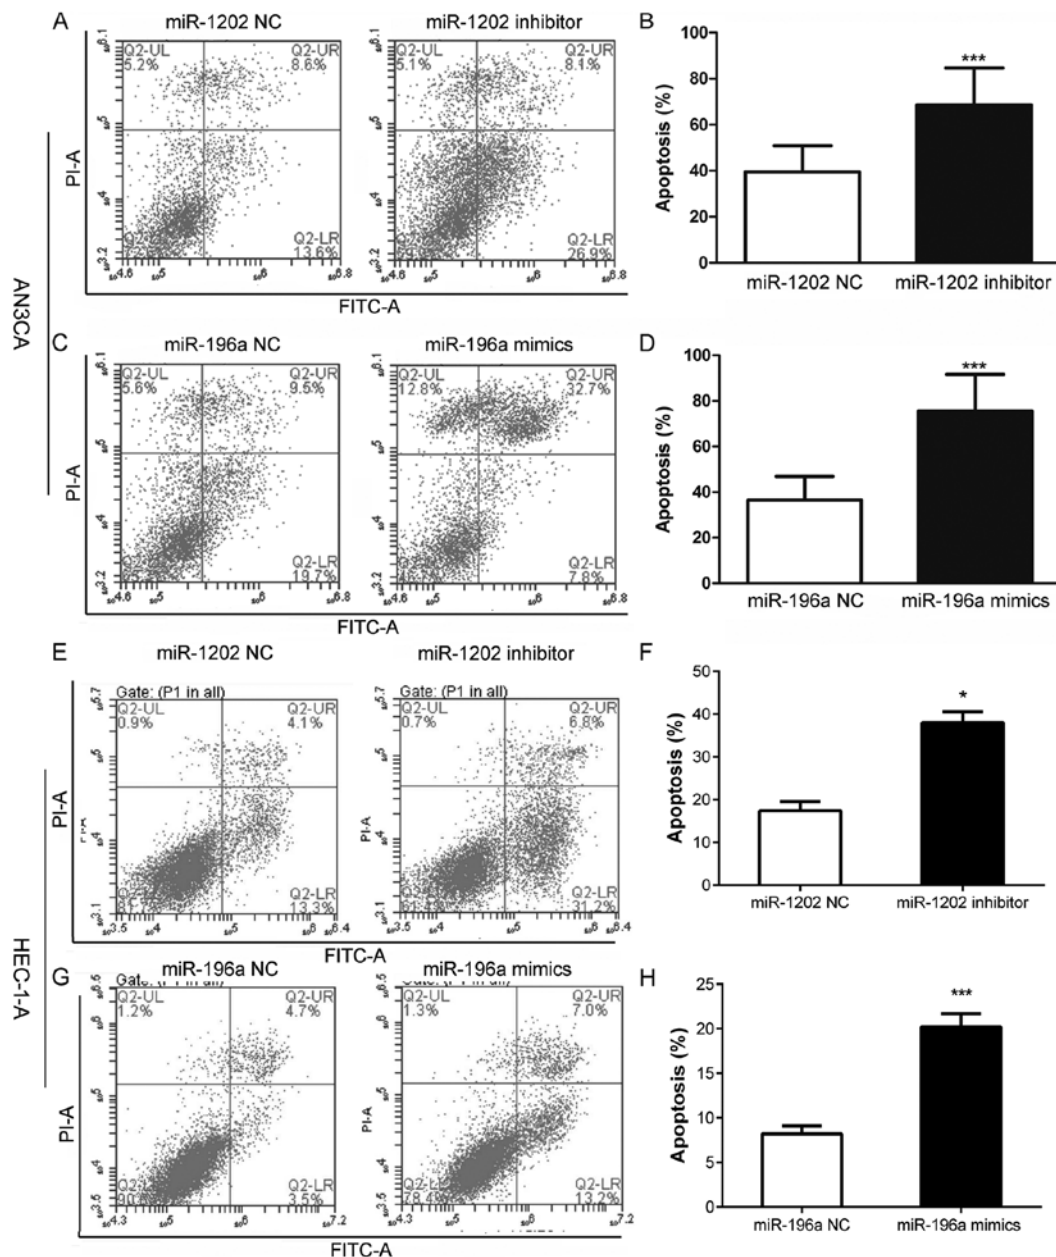 A
miR-1202 NC
miR-1202 inhibitor
Q2-UL
5.2%
Q2-UR
8.6%
Q2-LR
13.6%
Q2-UL
5.1%
Q2-UR
8.1%
Q2-LR
26.9%
PI-A
FITC-A
B
Apoptosis (%)
100
80
60
40
20
0
***
miR-1202 NC
miR-1202 inhibitor
AN3CA
C
miR-196a NC
miR-196a mimics
Q2-UL
5.6%
Q2-UR
9.5%
Q2-LR
19.7%
Q2-UL
12.8%
Q2-UR
32.7%
Q2-LR
7.8%
PI-A
FITC-A
D
Apoptosis (%)
100
80
60
40
20
0
***
miR-196a NC
miR-196a mimics
E
miR-1202 NC
miR-1202 inhibitor
Gate: (P1 in all)
Q2-UL
0.9%
Q2-UR
4.1%
Q2-LR
13.3%
Gate: (P1 in all)
Q2-UL
0.7%
Q2-UR
6.8%
Q2-LR
31.2%
PI-A
PI-A
FITC-A
F
Apoptosis (%)
50
40
30
20
10
0
*
miR-1202 NC
miR-1202 inhibitor
HEC-1-A
G
miR-196a NC
miR-196a mimics
Q2-UL
1.2%
Q2-UR
4.7%
Q2-LR
3.5%
Q2-UL
1.3%
Q2-UR
7.0%
78.4%
Q2-LR
13.2%
PI-A
PI-A
FITC-A
H
Apoptosis (%)
25
20
15
10
5
0
***
miR-196a NC
miR-196a mimics